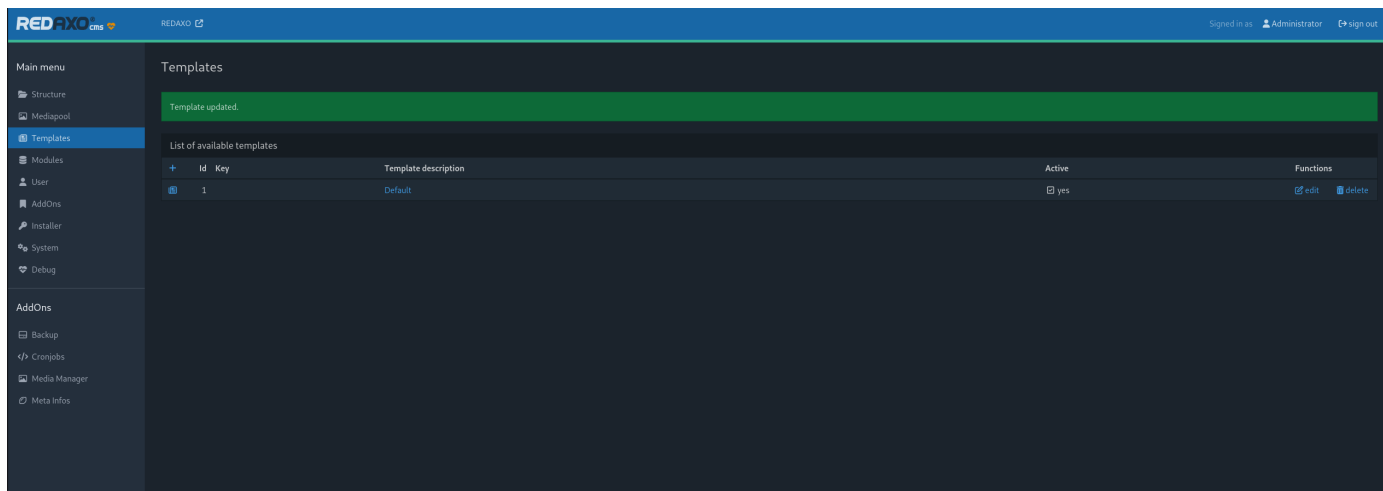 REDAXO cms
REDAXO
Signed in as Administrator sign out
Main menu
Structure
Mediapool
Templates
Modules
User
AddOns
Installer
System
Debug
AddOns
Backup
Cronjobs
Media Manager
Meta Infos
Templates
Template updated.
List of available templates
+ Id Key Template description Active Functions
1 Default yes edit delete